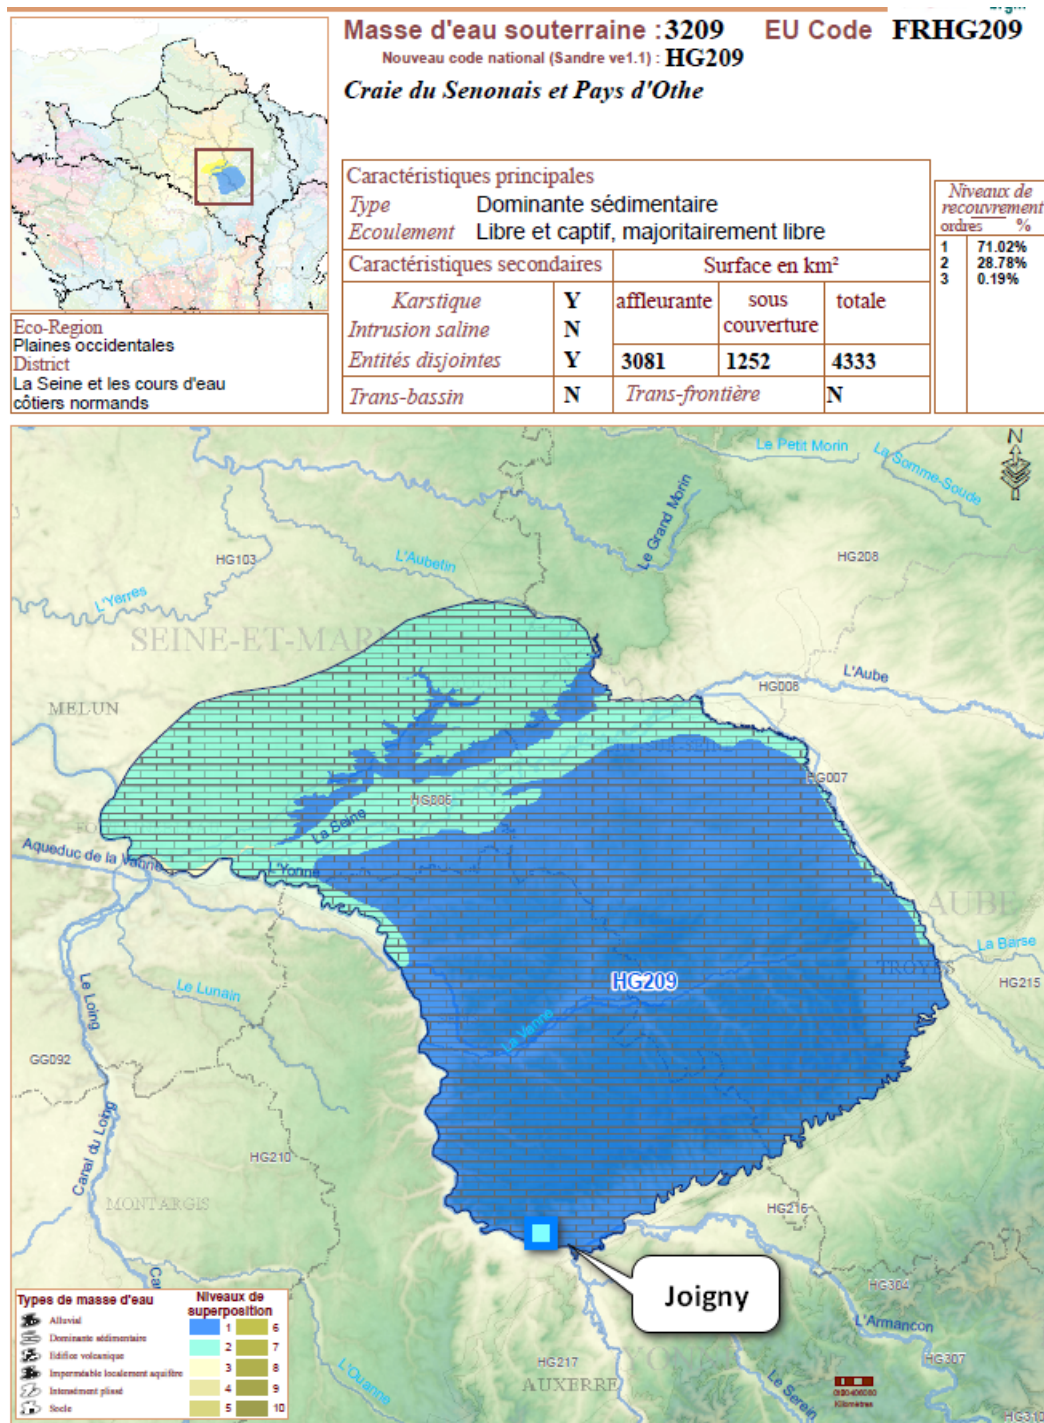 Masse d'eau souterraine : 3209 EU Code FRHG209
Nouveau code national (Sandre ve1.1) : HG209
Craie du Senonais et Pays d'Othe
Eco-Region
Plaines occidentales
District
La Seine et les cours d'eau
côtiers normands
Caractéristiques principales
Type Dominante sédimentaire
Ecoulement Libre et captif, majoritairement libre
Caractéristiques secondaires Surface en km²
Karstique Y affleurante sous totale
Intrusion saline N couverture
Entités disjointes Y 3081 1252 4333
Trans-bassin N Trans-frontière N
Niveaux de
recouvrement
ordres %
1 71.02%
2 28.78%
3 0.19%
Le Petit Morin
La Somme-Soude
N
Le Grand Morin
HG103
L'Aubetin
HG208
L'Yerres
SEINE-ET-MAR
L'Aube
HG008
MELUN
HG007
HG006
La Seine
Aqueduc de la Vanne
L'Yonne
AUBE
La Barse
TROYES
HG209
HG215
Le Loing
Le Lunain
La Vanne
GG092
Canal du Loing
HG210
MONTARGIS
HG216
Joigny
HG304
L'Armancon
HG307
HG217
AUXERRE
Le Serein
L'Ouanne
Kilomètres
HG310
Types de masse d'eau
Alluvial
Dominante sédimentaire
Edifice volcanique
Imperméable localement aquifère
Intensément plissé
Socle
Niveaux de
superposition
1 6
2 7
3 8
4 9
5 10